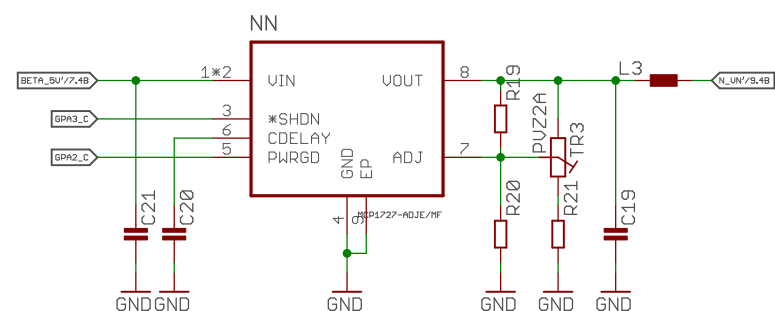 NN
BETA_5V'/7.4B
1*2
VIN
VOUT
8
R19
L3
N_VN'/9.4B
GPA3_C
3
*SHDN
6
CDELAY
GPA2_C
5
PWRGD
GND
EP
ADJ
7
PVZ2A
TR3
C21
C20
4
9
MCP1727-ADJE/MF
R20
R21
C19
GND
GND
GND
GND
GND
GND